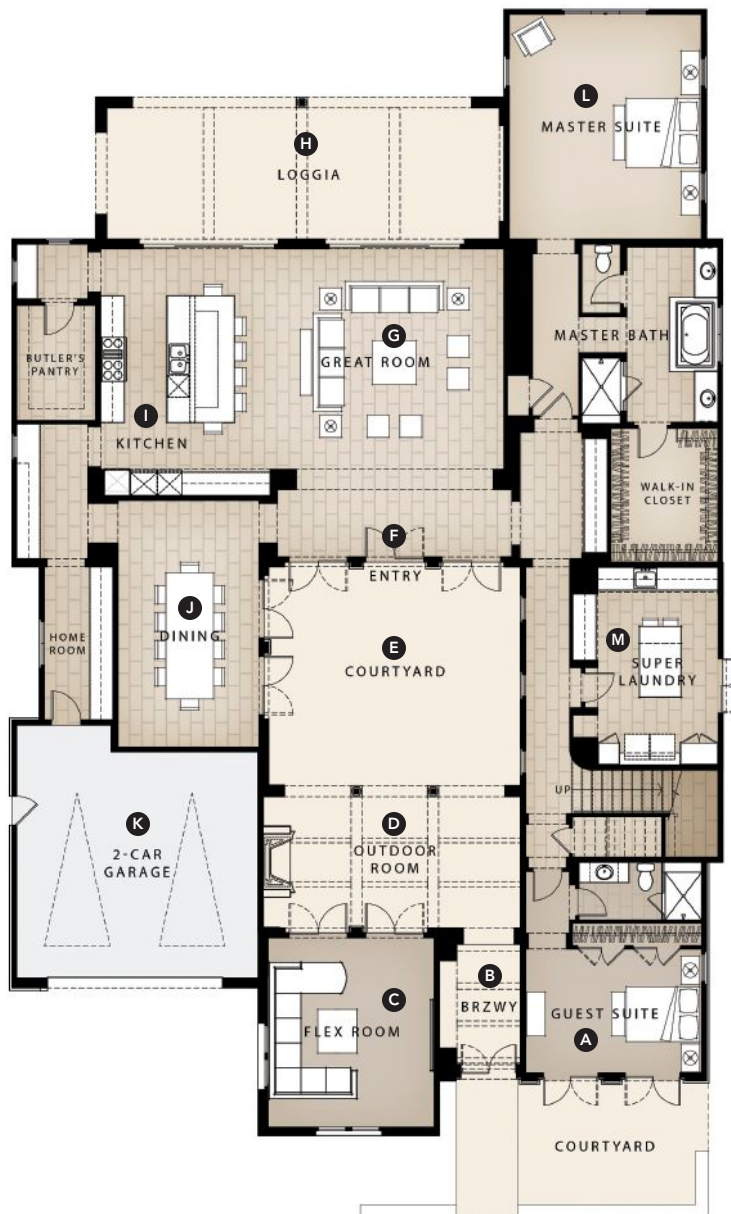 L
MASTER SUITE
H
LOGGIA
G
GREAT ROOM
MASTER BATH
BUTLER'S
PANTRY
I
KITCHEN
WALK-IN
CLOSET
F
ENTRY
J
DINING
HOME
ROOM
E
COURTYARD
M
SUPER
LAUNDRY
UP
K
2-CAR
GARAGE
D
OUTDOOR
ROOM
B
BRZWY
C
FLEX ROOM
GUEST SUITE
A
COURTYARD